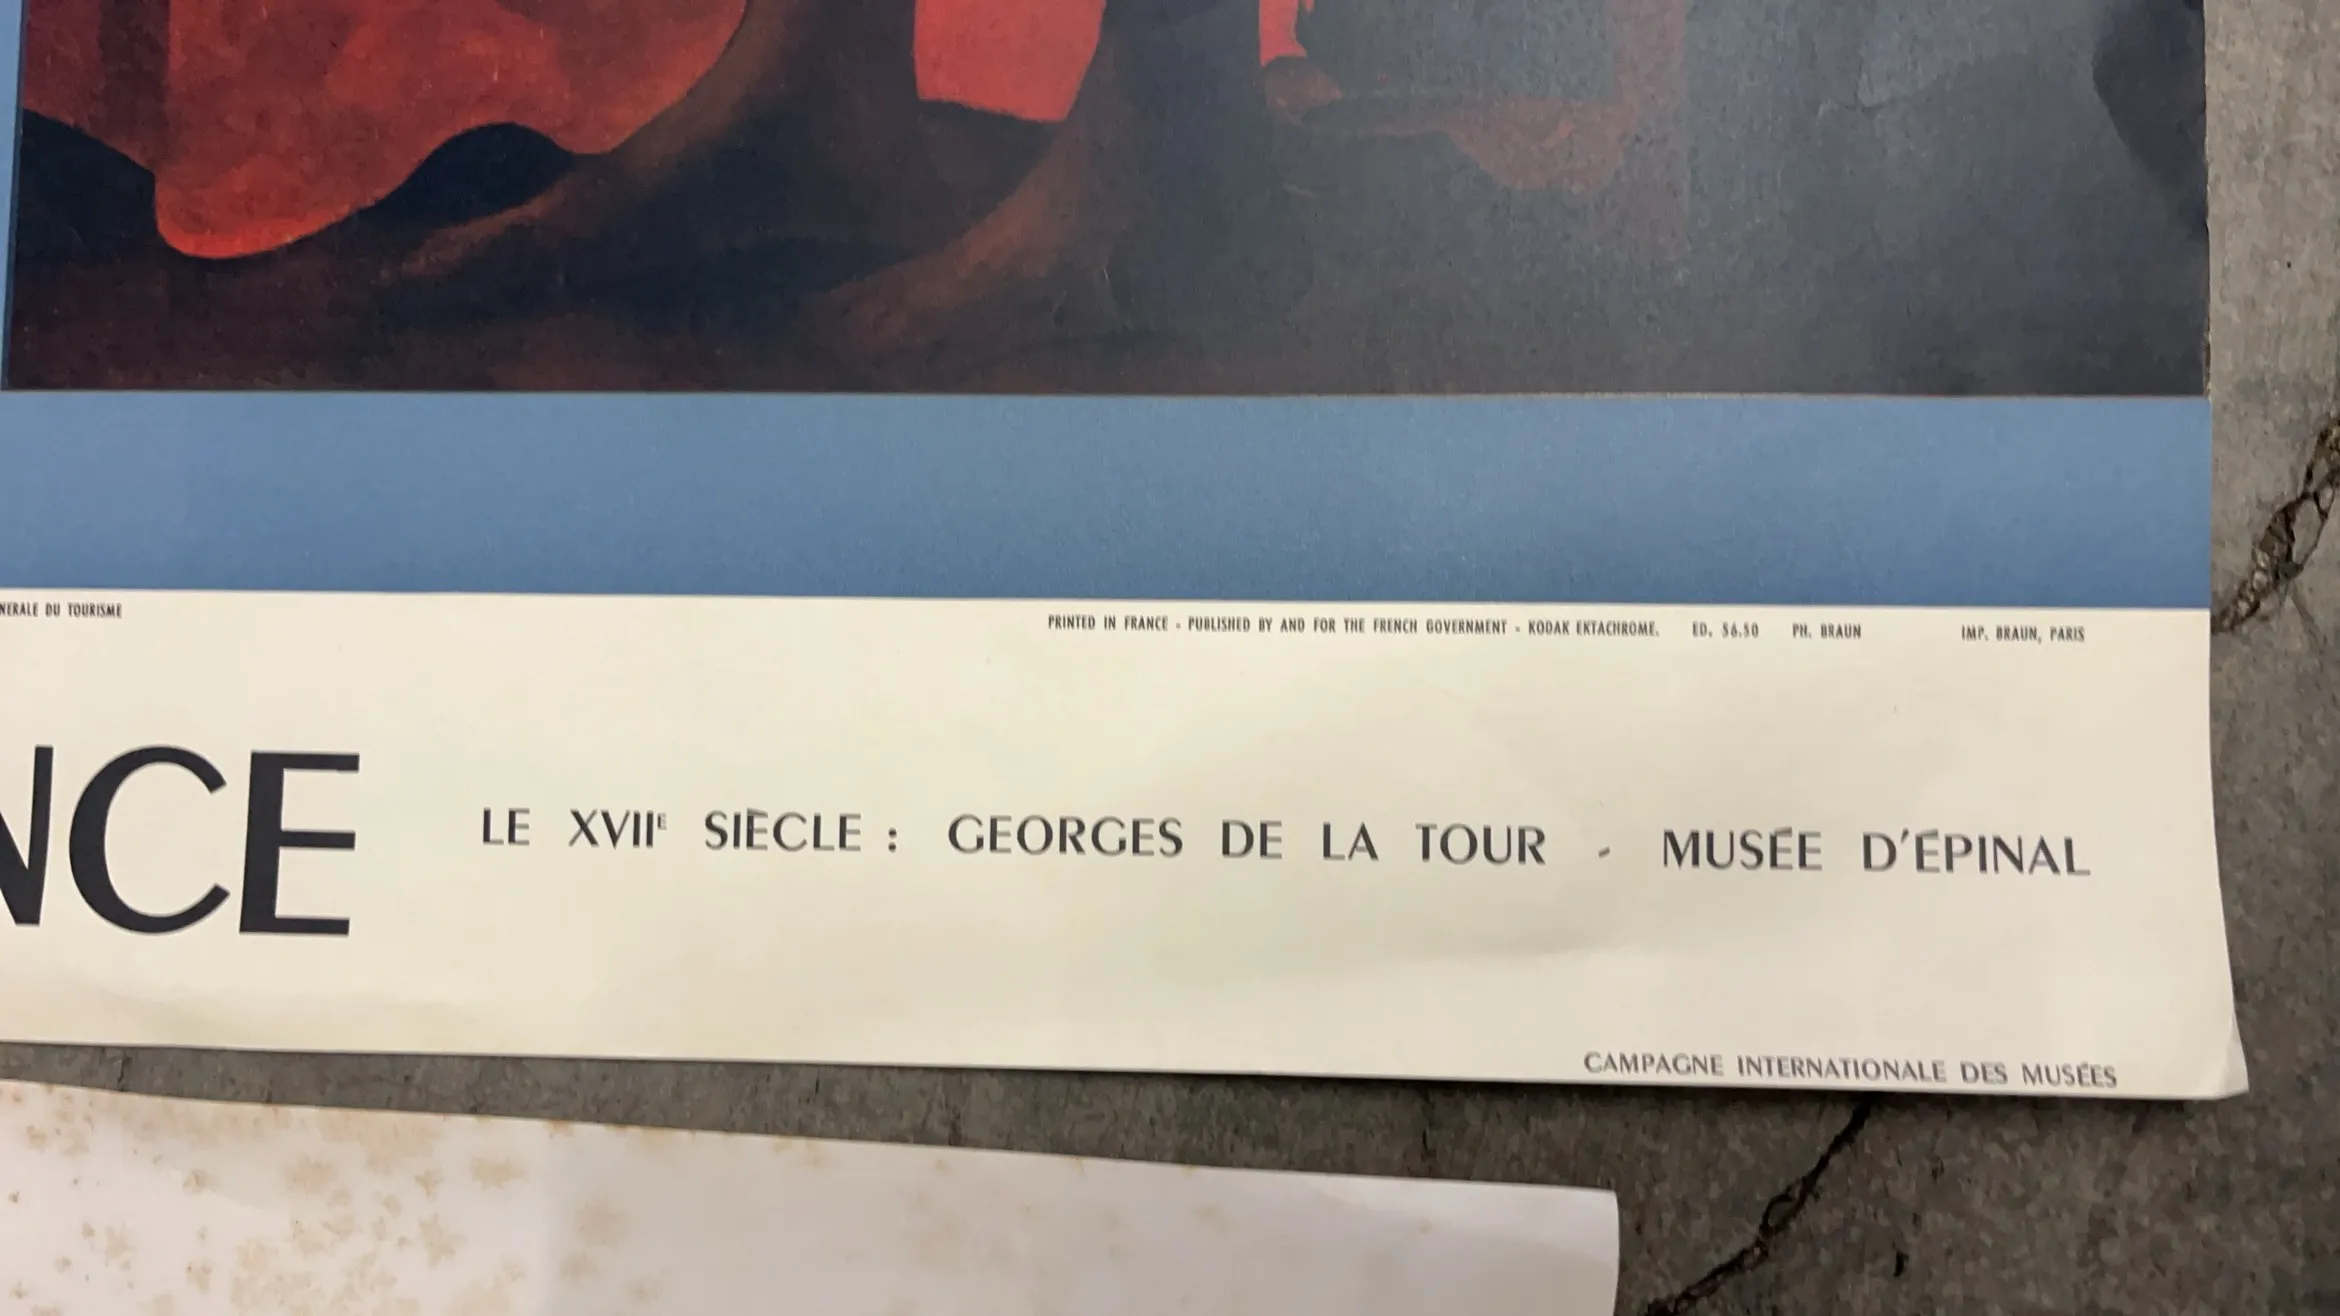 NERALE DU TOURISME
PRINTED IN FRANCE - PUBLISHED BY AND FOR THE FRENCH GOVERNMENT - KODAK EKTACHROME. ED. 56.50 PH. BRAUN IMP. BRAUN, PARIS
NCE LE XVIIE SIÈCLE : GEORGES DE LA TOUR - MUSÉE D'ÉPINAL
CAMPAGNE INTERNATIONALE DES MUSÉES